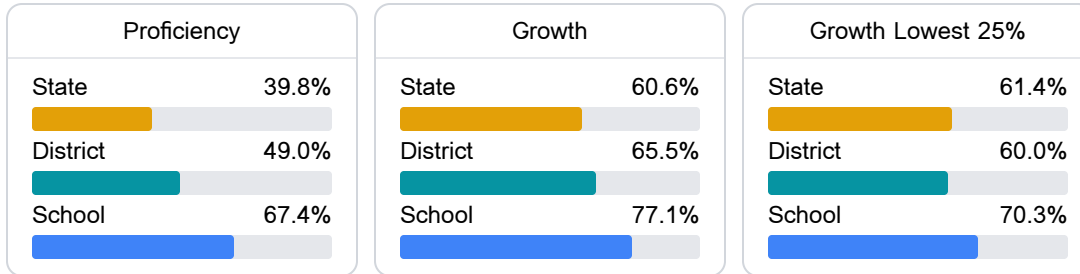 Proficiency
State 39.8%
District 49.0%
School 67.4%
Growth
State 60.6%
District 65.5%
School 77.1%
Growth Lowest 25%
State 61.4%
District 60.0%
School 70.3%